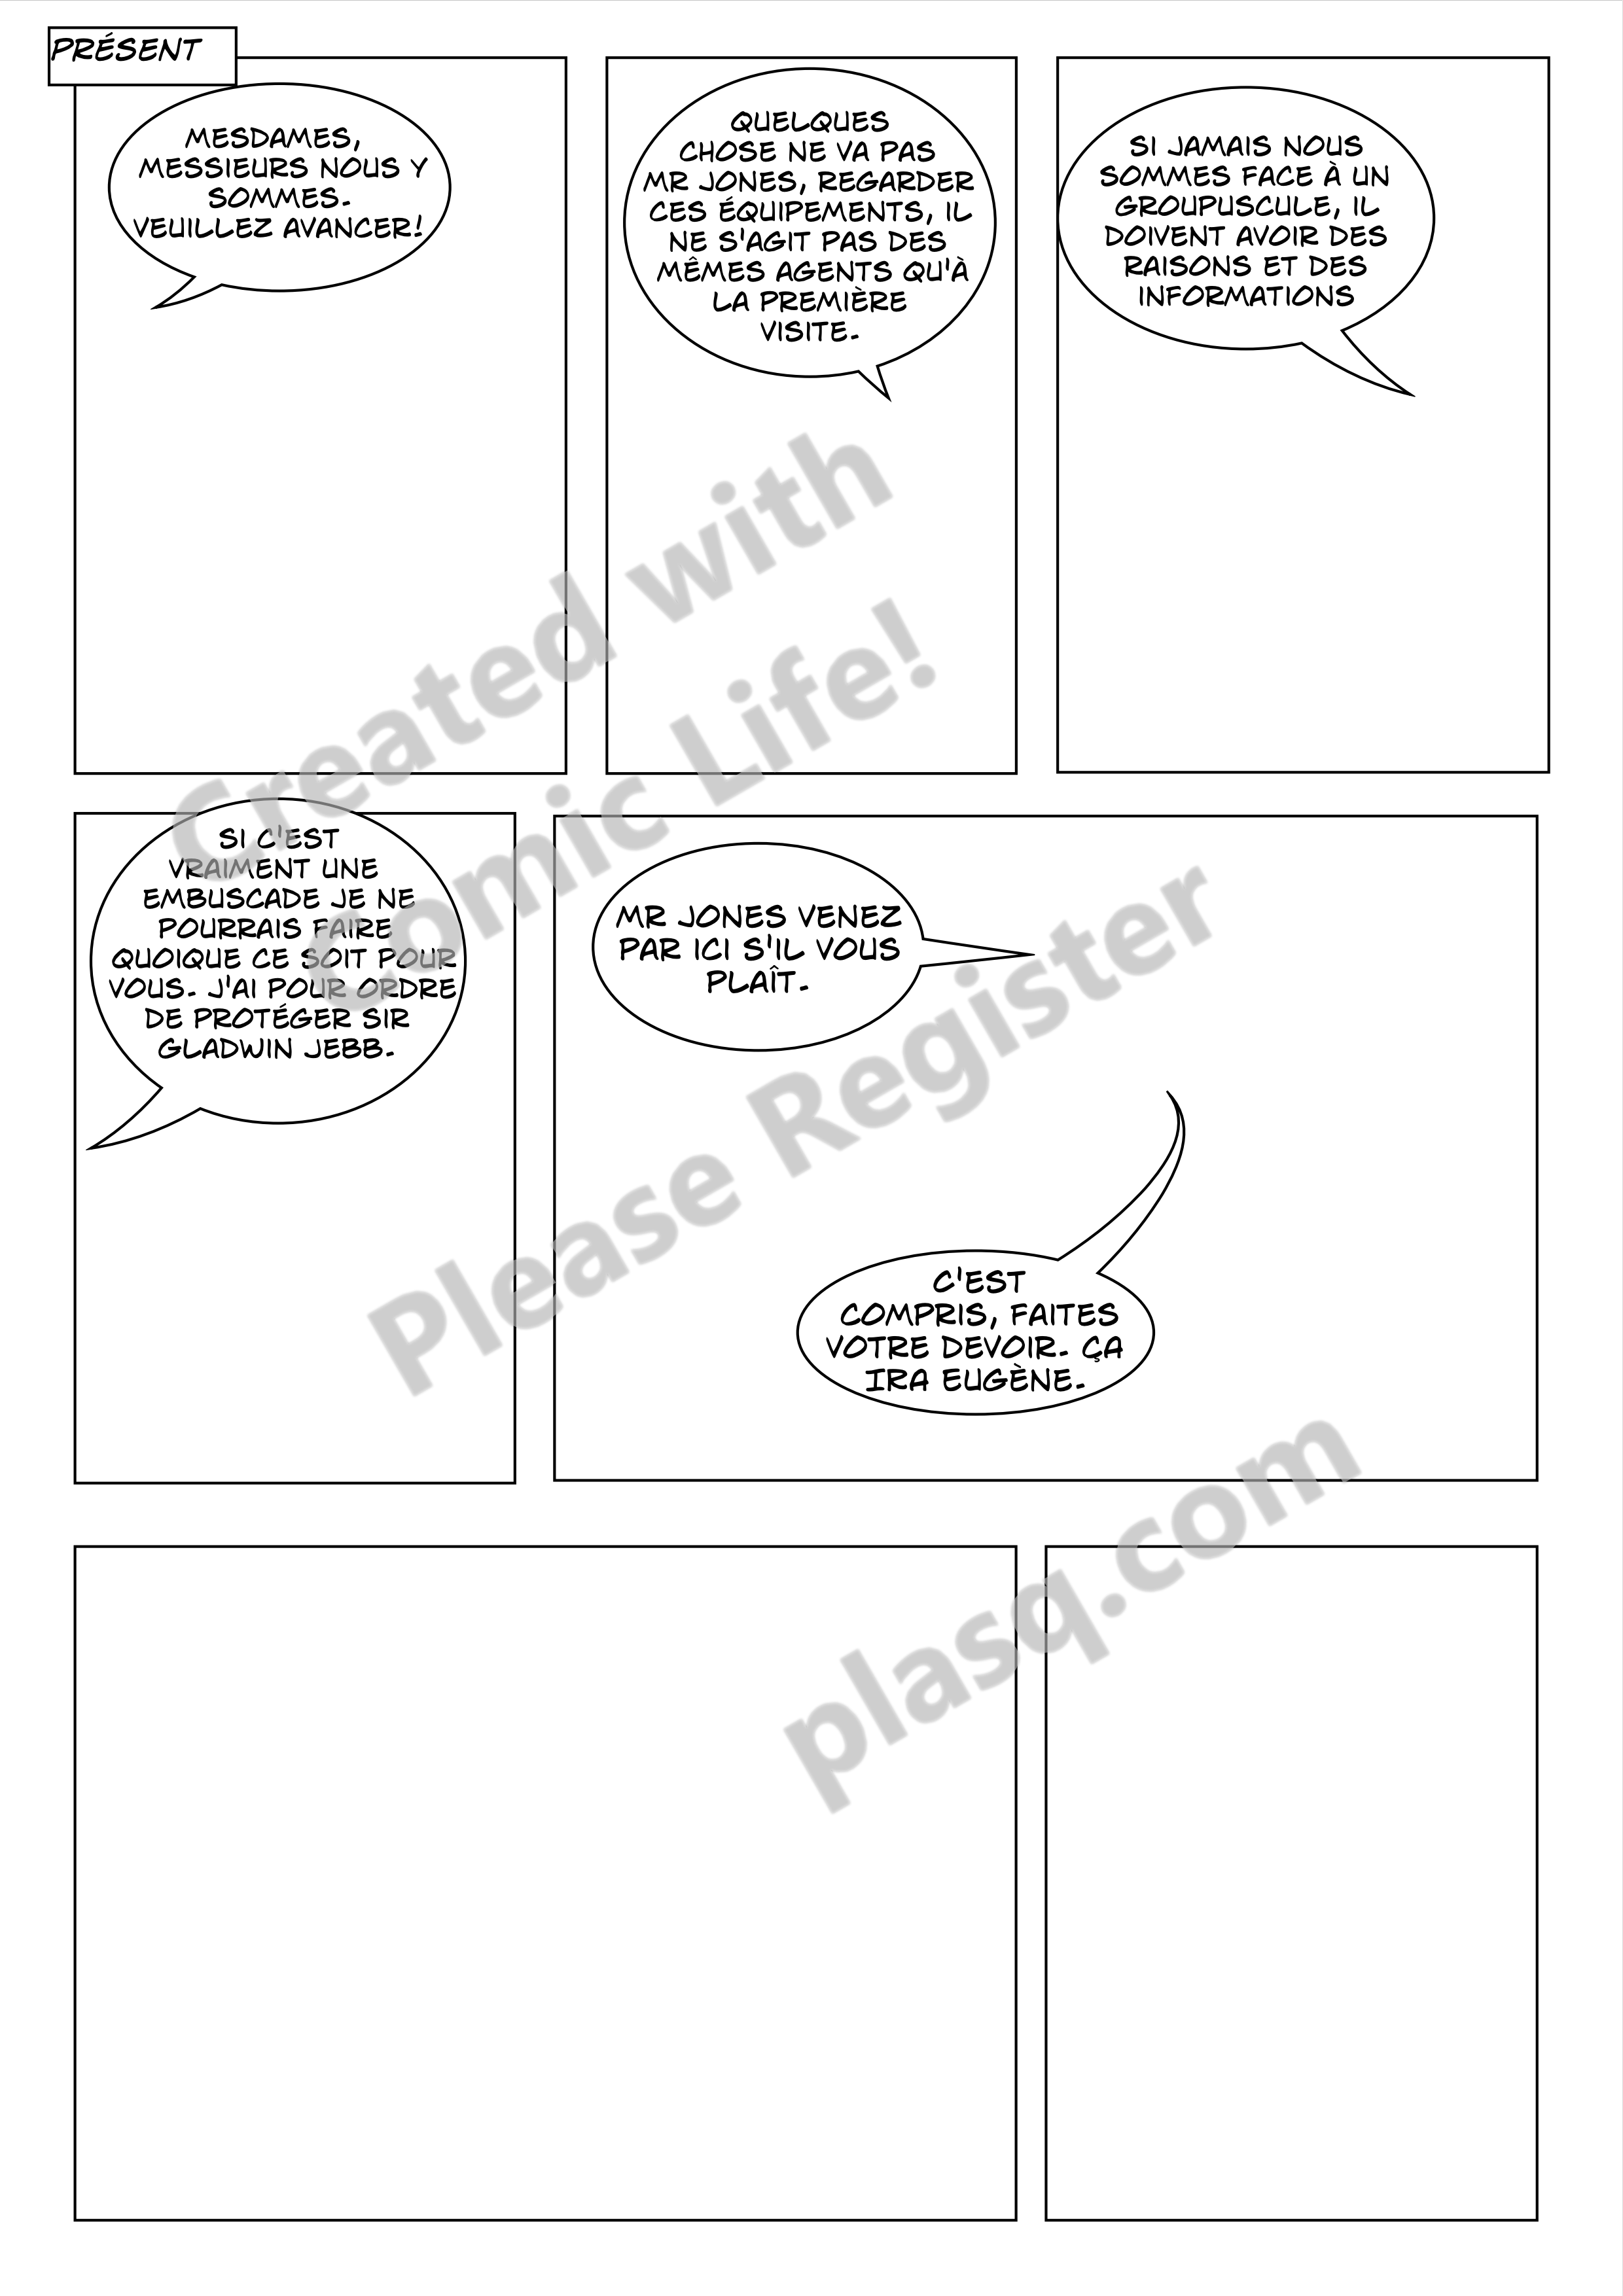 PRÉSENT
MESDAMES,
MESSIEURS NOUS Y
SOMMES.
VEUILLEZ AVANCER!
QUELQUES
CHOSE NE VA PAS
MR JONES, REGARDER
CES ÉQUIPEMENTS, IL
NE S'AGIT PAS DES
MÊMES AGENTS QU'À
LA PREMIÈRE
VISITE.
SI JAMAIS NOUS
SOMMES FACE À UN
GROUPUSCULE, IL
DOIVENT AVOIR DES
RAISONS ET DES
INFORMATIONS
SI C'EST
VRAIMENT UNE
EMBUSCADE JE NE
POURRAIS FAIRE
QUOIQUE CE SOIT POUR
VOUS. J'AI POUR ORDRE
DE PROTÉGER SIR
GLADWIN JEBB.
MR JONES VENEZ
PAR ICI S'IL VOUS
PLAÎT.
C'EST
COMPRIS, FAITES
VOTRE DEVOIR. ÇA
IRA EUGÈNE.
Created with
Comic Life!
Please Register
plasq.com